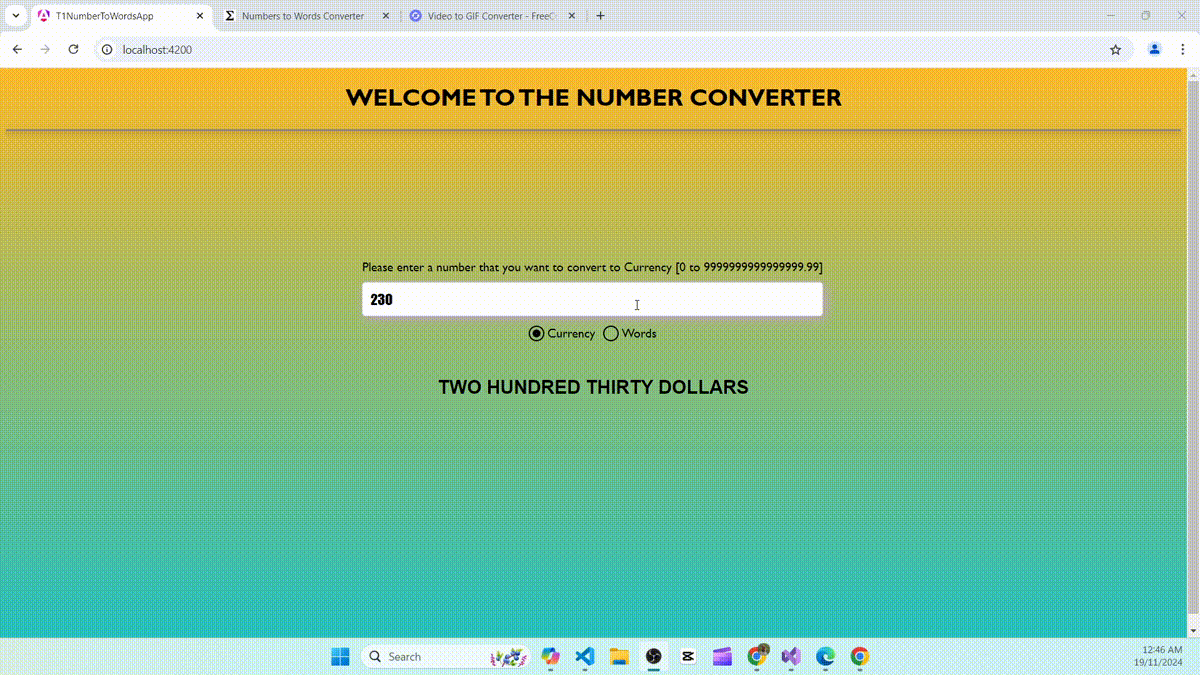 T1NumberToWordsApp
Numbers to Words Converter
Video to GIF Converter - FreeC
localhost:4200
WELCOME TO THE NUMBER CONVERTER
Please enter a number that you want to convert to Currency [0 to 9999999999999999.99]
230
Currency Words
TWO HUNDRED THIRTY DOLLARS
Search
12:46 AM
19/11/2024